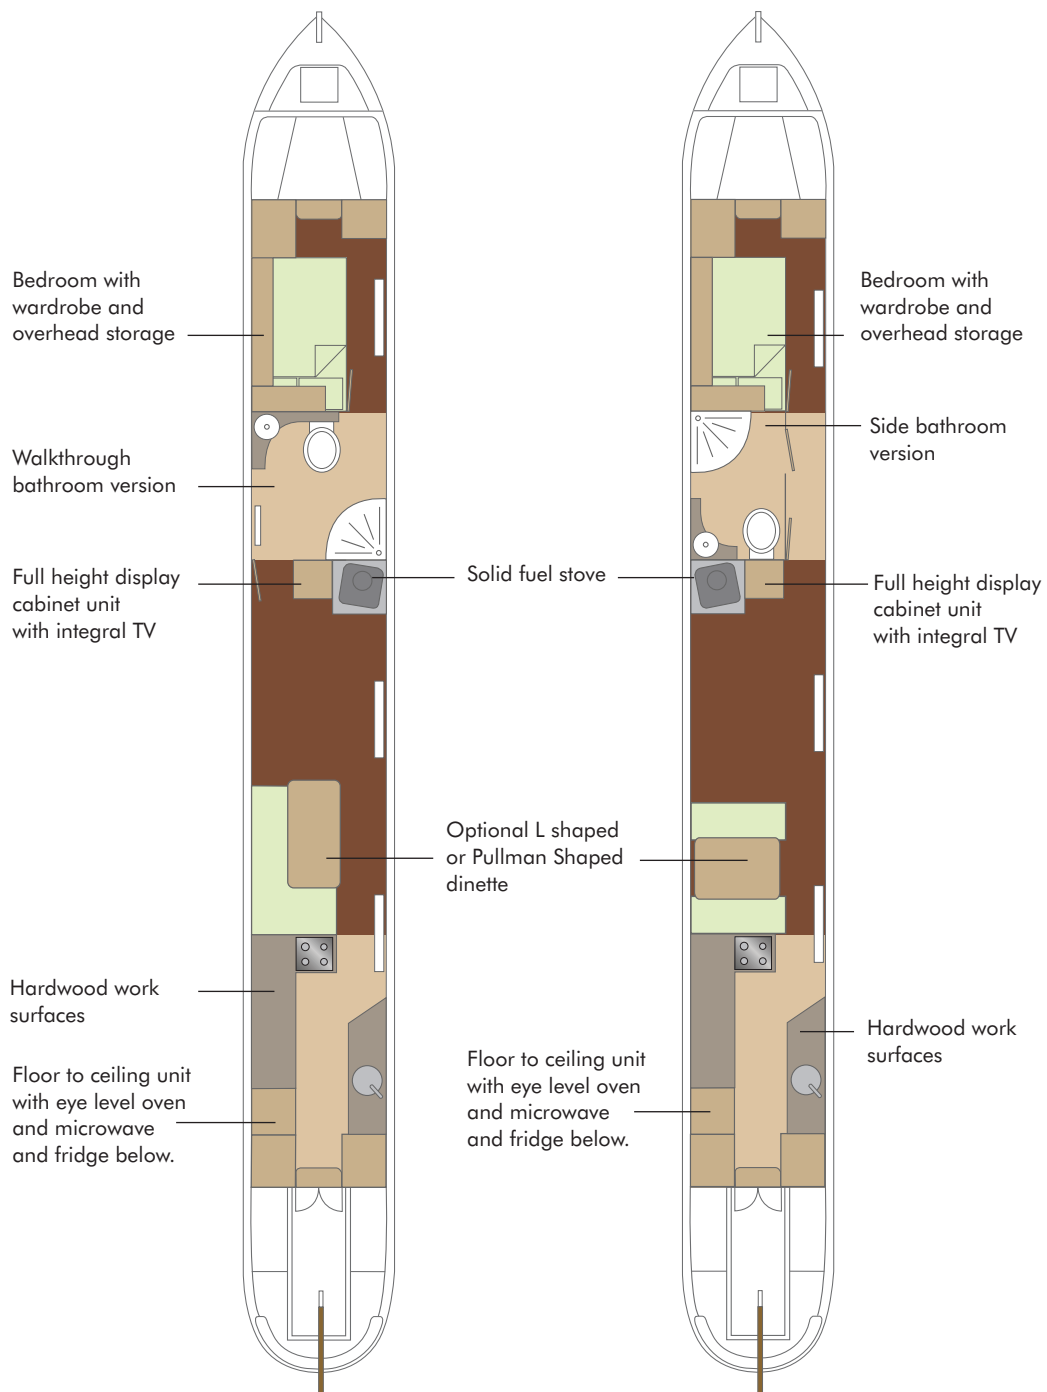 Bedroom with
wardrobe and
overhead storage
Walkthrough
bathroom version
Full height display
cabinet unit
with integral TV
Hardwood work
surfaces
Floor to ceiling unit
with eye level oven
and microwave
and fridge below.
Solid fuel stove
Optional L shaped
or Pullman Shaped
dinette
Floor to ceiling unit
with eye level oven
and microwave
and fridge below.
Bedroom with
wardrobe and
overhead storage
Side bathroom
version
Full height display
cabinet unit
with integral TV
Hardwood work
surfaces